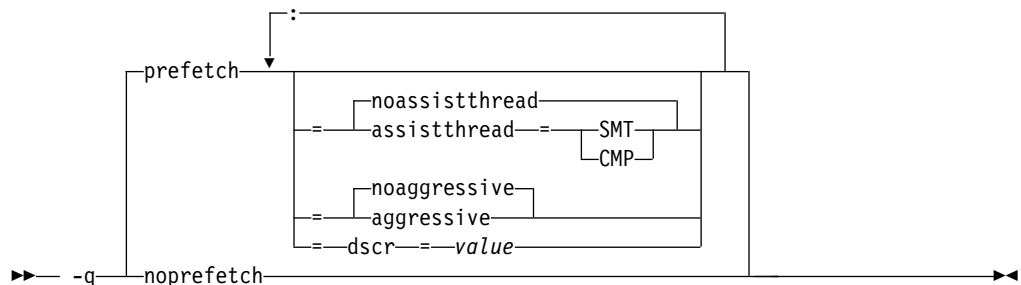 :
prefetch
noassistthread
= assistthread = SMT
CMP
noaggressive
= aggressive
= dscr = value
-q noprefetch